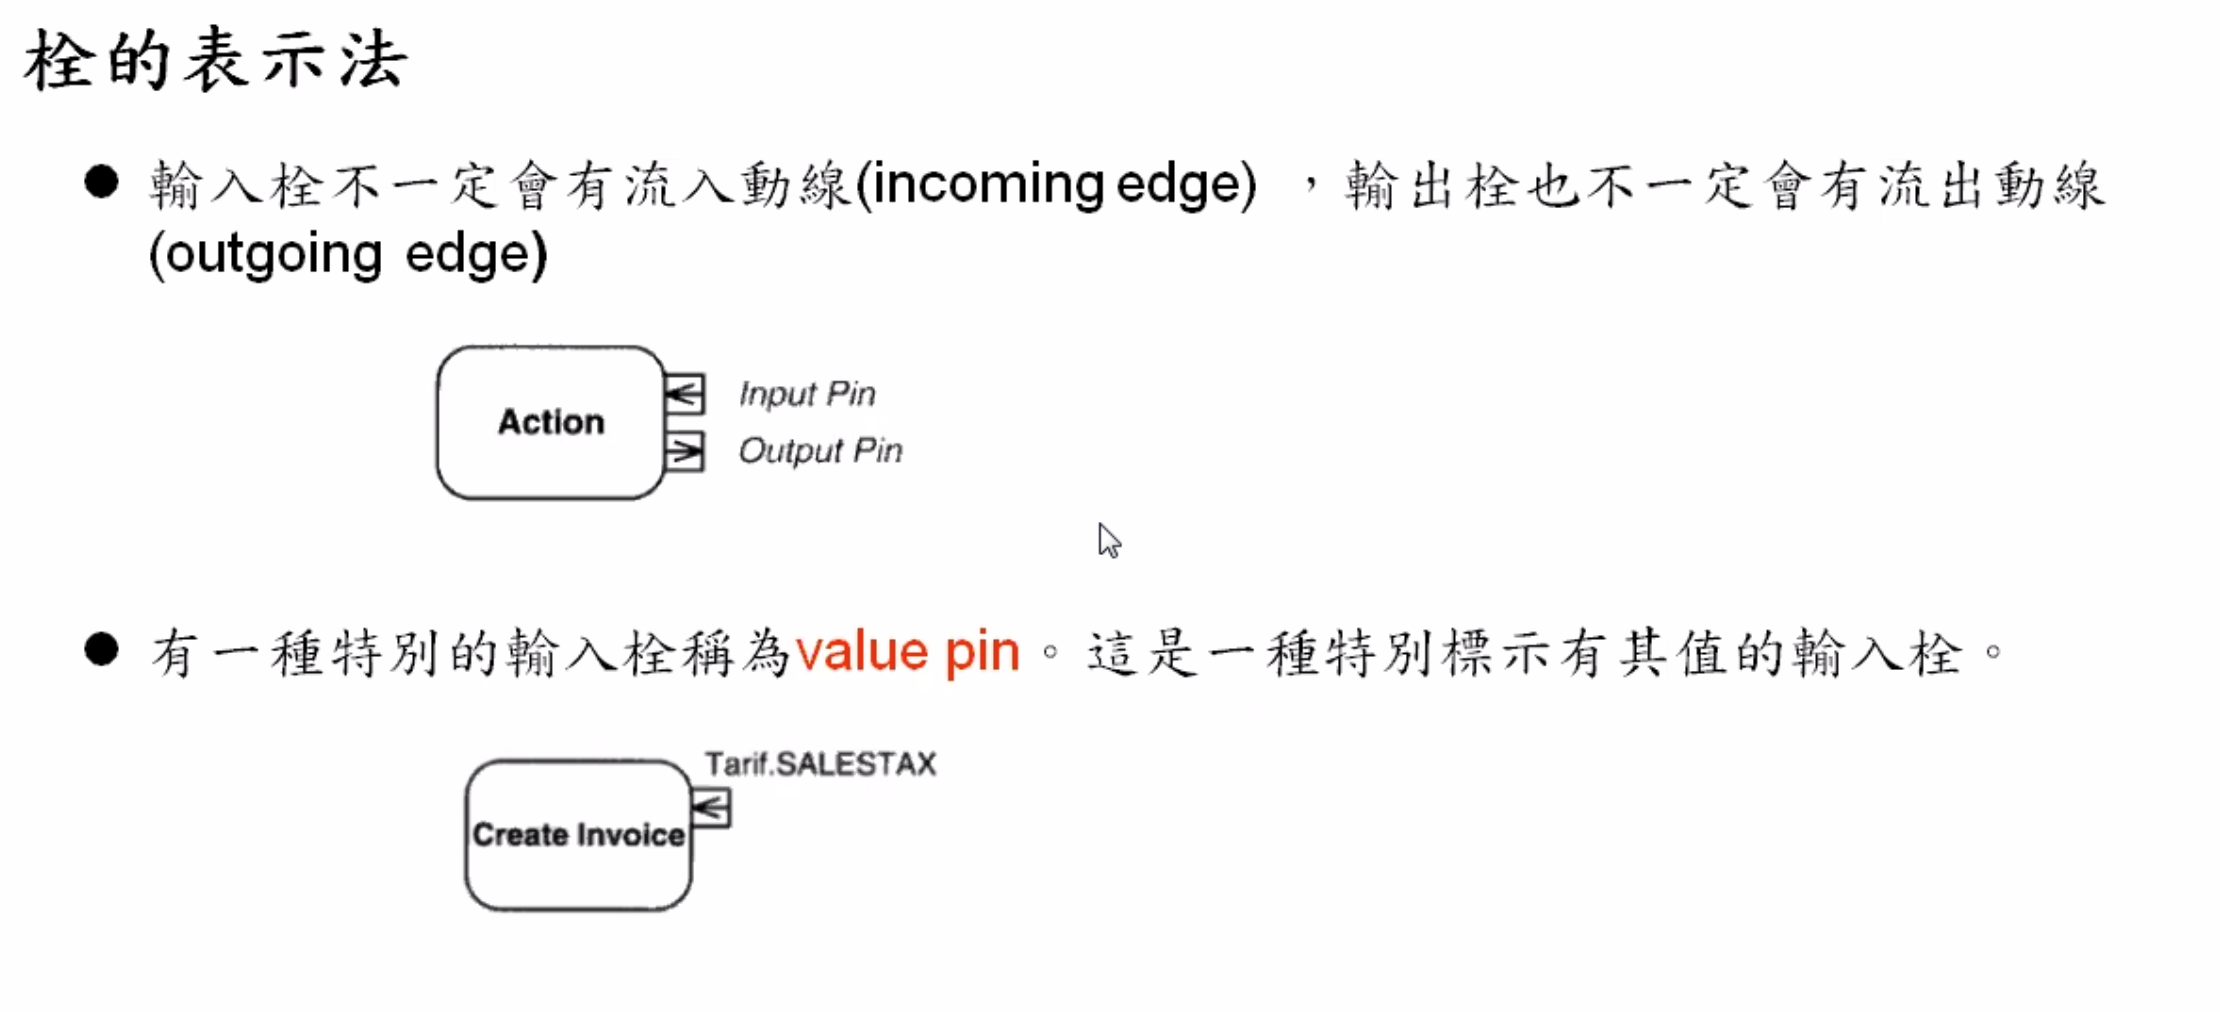 栓的表示法
● 輸入栓不一定會有流入動線(incoming edge) ，輸出栓也不一定會有流出動線
(outgoing edge)
Action
Input Pin
Output Pin
● 有一種特別的輸入栓稱為value pin。這是一種特別標示有其值的輸入栓。
Tarif.SALESTAX
Create Invoice